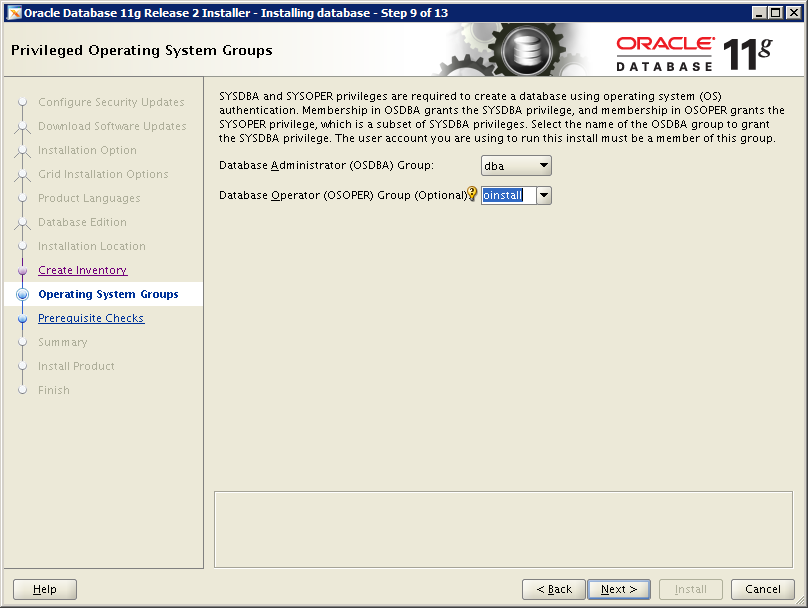 Oracle Database 11g Release 2 Installer - Installing database - Step 9 of 13
Privileged Operating System Groups
ORACLE
DATABASE
11g
Configure Security Updates
Download Software Updates
Installation Option
Grid Installation Options
Product Languages
Database Edition
Installation Location
Create Inventory
Operating System Groups
Prerequisite Checks
Summary
Install Product
Finish
SYSDBA and SYSOPER privileges are required to create a database using operating system (OS)
authentication. Membership in OSDBA grants the SYSDBA privilege, and membership in OSOPER grants the
SYSOPER privilege, which is a subset of SYSDBA privileges. Select the name of the OSDBA group to grant
the SYSDBA privilege. The user account you are using to run this install must be a member of this group.
Database Administrator (OSDBA) Group: dba
Database Operator (OSOPER) Group (Optional) oinstall
Help
< Back
Next >
Install
Cancel